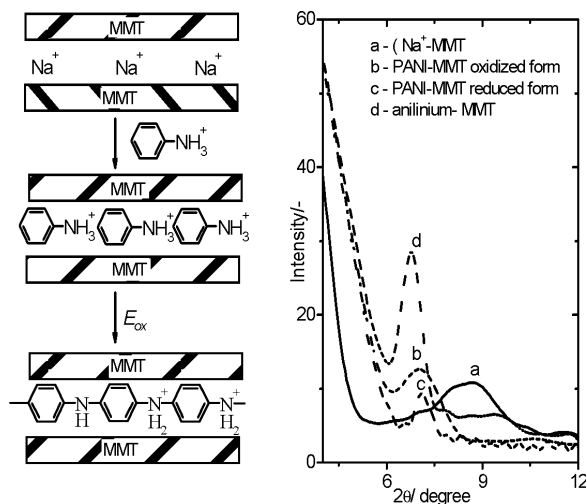 MMT
Na+ Na+ Na+
MMT
NH3+
MMT
NH3+ NH3+ NH3+
MMT
Eox
MMT
N H N+ H2 N+ H2
MMT
60
40
20
0
Intensity/-
a - ( Na+-MMT
b - PANI-MMT oxidized form
c - PANI-MMT reduced form
d - anilinium- MMT
d
b
c
a
6 9 12
2θ/ degree